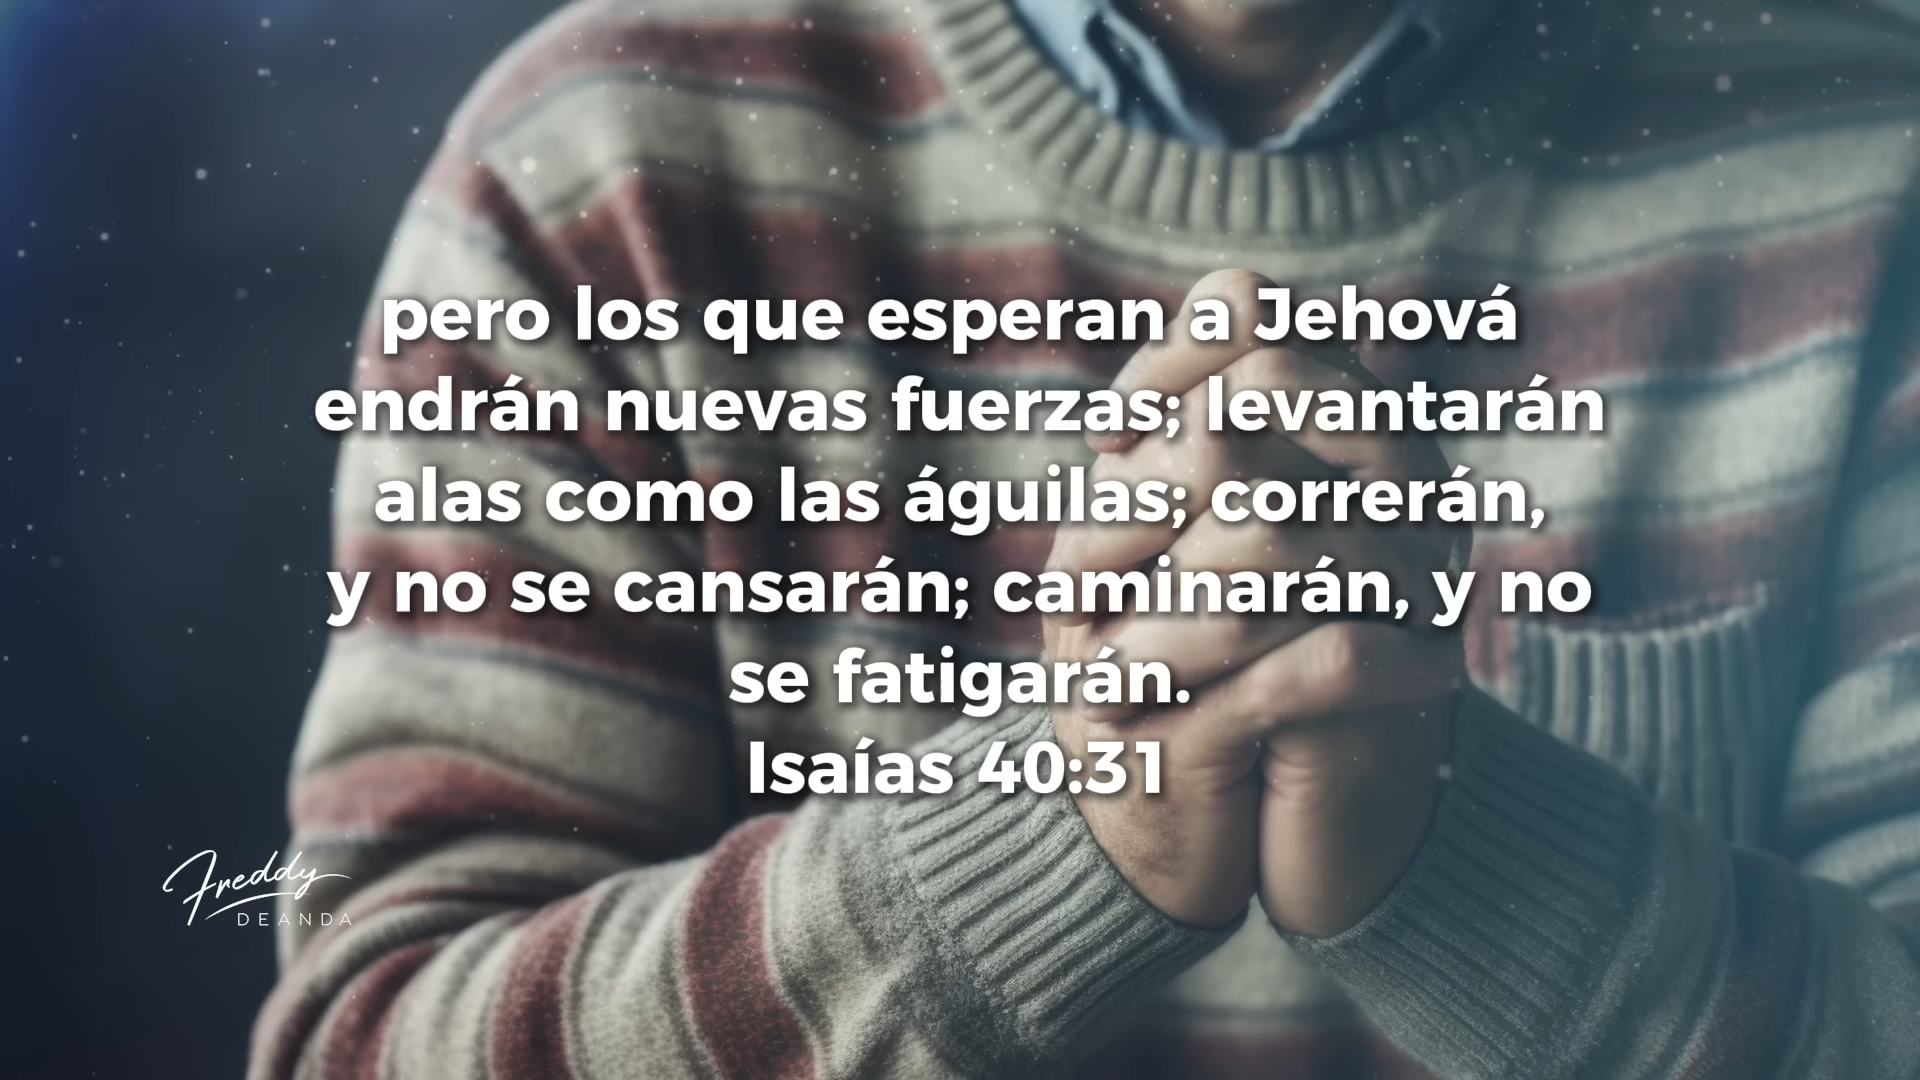 pero los que esperan a Jehová
endrán nuevas fuerzas; levantarán
alas como las águilas; correrán,
y no se cansarán; caminarán, y no
se fatigarán.
Isaías 40:31
Freddy
DEANDA